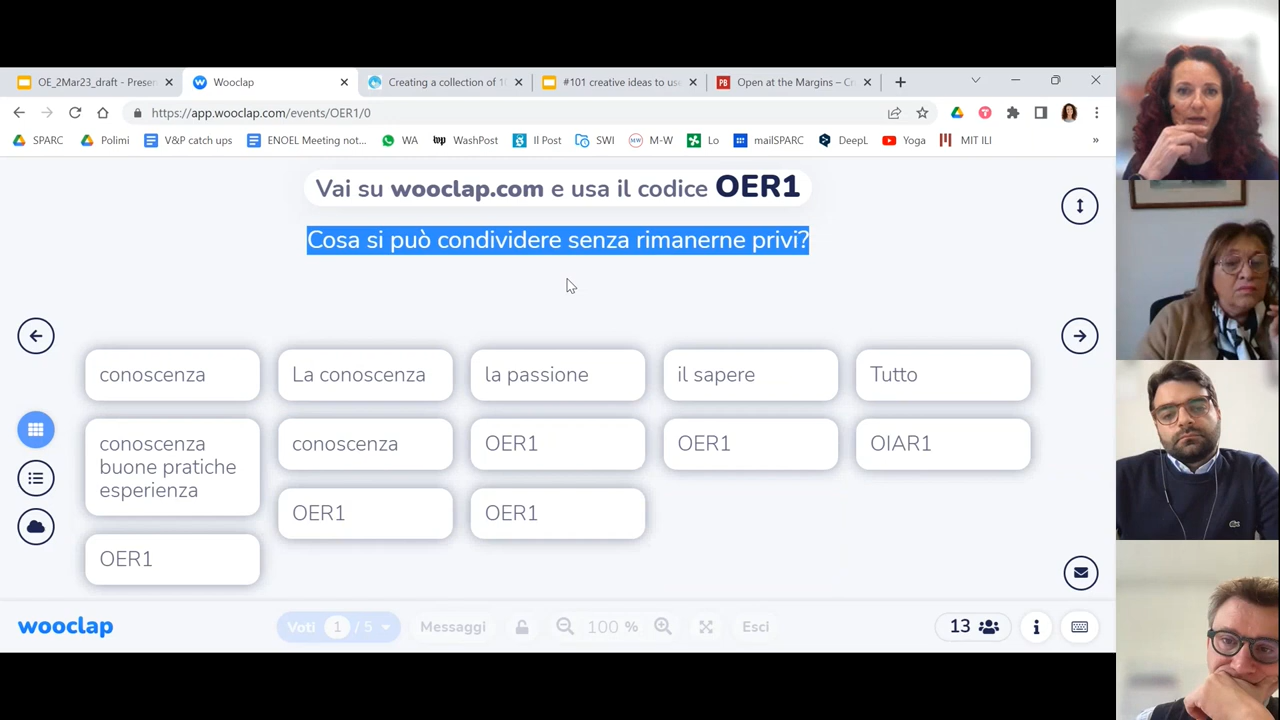 OE_2Mar23_draft - Presen
Wooclap
Creating a collection of 1
#101 creative ideas to use
Open at the Margins – C
https://app.wooclap.com/events/OER1/0
SPARC
Polimi
V&P catch ups
ENOEL Meeting not...
WA
WashPost
Il Post
SWI
M-W
Lo
mailSPARC
DeepL
Yoga
MIT ILI
»
Vai su wooclap.com e usa il codice OER1
Cosa si può condividere senza rimanerne privi?
conoscenza
La conoscenza
la passione
il sapere
Tutto
conoscenza
buone pratiche
esperienza
conoscenza
OER1
OER1
OIAR1
OER1
OER1
OER1
wooclap
Voti 1 / 5
Messaggi
100 %
Esci
13